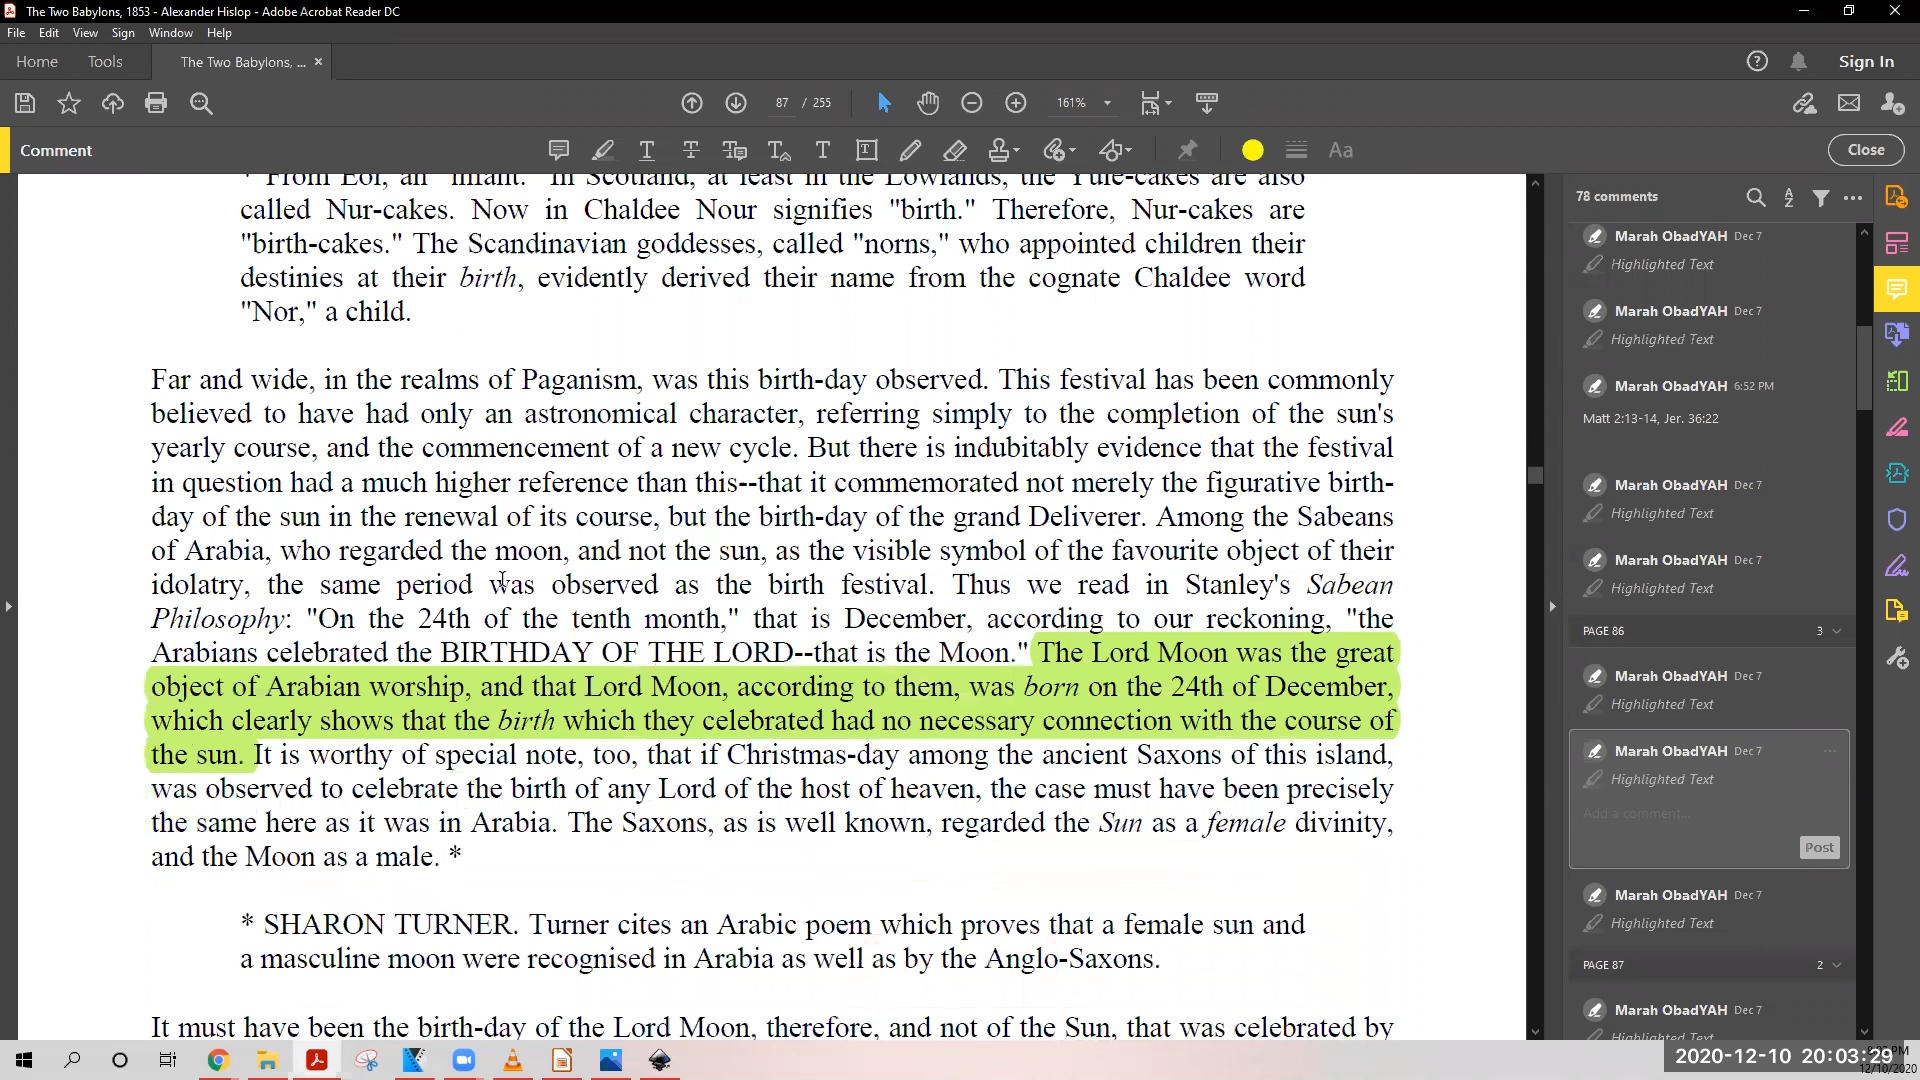 The Two Babylons, 1853 - Alexander Hislop - Adobe Acrobat Reader DC
File Edit View Sign Window Help
Home Tools The Two Babylons, ... × Sign In
87 / 255 161%
Comment Aa Close
* From Eol, an "infant." In Scotland, at least in the Lowlands, the Yule-cakes are also
called Nur-cakes. Now in Chaldee Nour signifies "birth." Therefore, Nur-cakes are
"birth-cakes." The Scandinavian goddesses, called "norns," who appointed children their
destinies at their birth, evidently derived their name from the cognate Chaldee word
"Nor," a child.
Far and wide, in the realms of Paganism, was this birth-day observed. This festival has been commonly
believed to have had only an astronomical character, referring simply to the completion of the sun's
yearly course, and the commencement of a new cycle. But there is indubitably evidence that the festival
in question had a much higher reference than this--that it commemorated not merely the figurative birth-
day of the sun in the renewal of its course, but the birth-day of the grand Deliverer. Among the Sabeans
of Arabia, who regarded the moon, and not the sun, as the visible symbol of the favourite object of their
idolatry, the same period was observed as the birth festival. Thus we read in Stanley's Sabean
Philosophy: "On the 24th of the tenth month," that is December, according to our reckoning, "the
Arabians celebrated the BIRTHDAY OF THE LORD--that is the Moon." The Lord Moon was the great
object of Arabian worship, and that Lord Moon, according to them, was born on the 24th of December,
which clearly shows that the birth which they celebrated had no necessary connection with the course of
the sun. It is worthy of special note, too, that if Christmas-day among the ancient Saxons of this island,
was observed to celebrate the birth of any Lord of the host of heaven, the case must have been precisely
the same here as it was in Arabia. The Saxons, as is well known, regarded the Sun as a female divinity,
and the Moon as a male. *
* SHARON TURNER. Turner cites an Arabic poem which proves that a female sun and
a masculine moon were recognised in Arabia as well as by the Anglo-Saxons.
It must have been the birth-day of the Lord Moon, therefore, and not of the Sun, that was celebrated by
78 comments
Marah ObadYAH Dec 7
Highlighted Text
Marah ObadYAH Dec 7
Highlighted Text
Marah ObadYAH 6:52 PM
Matt 2:13-14, Jer. 36:22
Marah ObadYAH Dec 7
Highlighted Text
Marah ObadYAH Dec 7
Highlighted Text
PAGE 86 3
Marah ObadYAH Dec 7
Highlighted Text
Marah ObadYAH Dec 7
Highlighted Text
Add a comment...
Post
Marah ObadYAH Dec 7
Highlighted Text
PAGE 87 2
Marah ObadYAH Dec 7
Highlighted Text
2020-12-10 20:03:29
12/10/2020